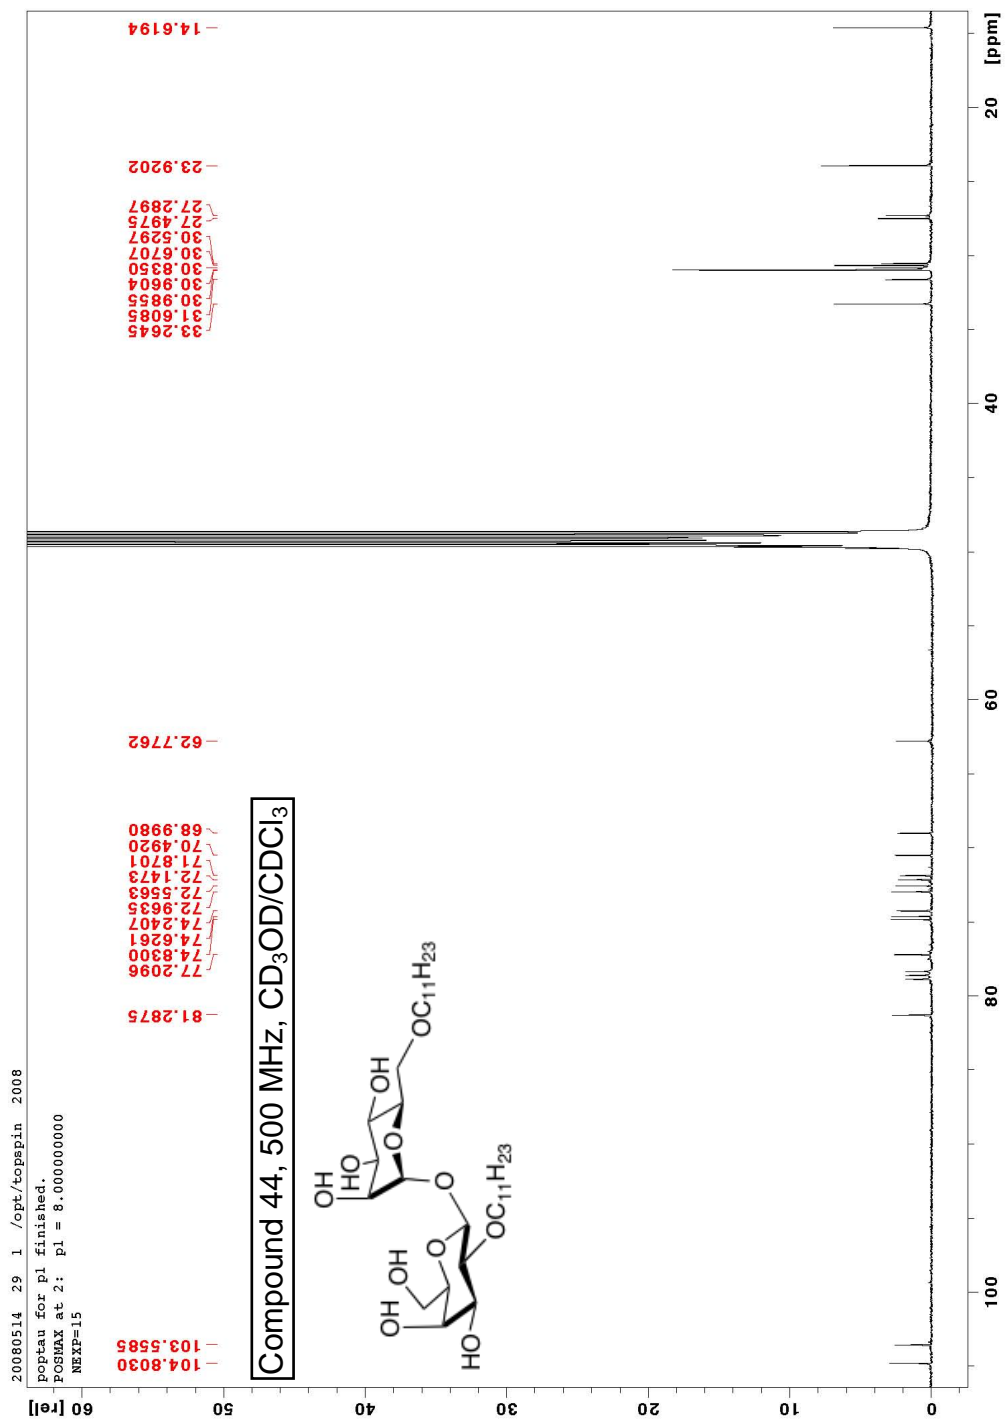 20080514 29 1 /opt/topspin 2008
poptau for p1 finished.
POSMAX at 2: p1 = 8.0000000000
NEXP=15
104.8030
103.5585
81.2875
77.2096
74.8300
74.6261
74.2407
72.9635
72.5563
72.1473
71.8701
70.4920
68.9980
62.7762
33.2645
31.6085
30.9855
30.9604
30.8350
30.6707
30.5297
27.4975
27.2897
23.9202
14.6194
Compound 44, 500 MHz, CD3OD/CDCl3
OH
HO
OH
O
OC11H23
O
OH
OH
O
HO
OC11H23
[rel]
60
50
40
30
20
10
0
100
80
60
40
20
[ppm]